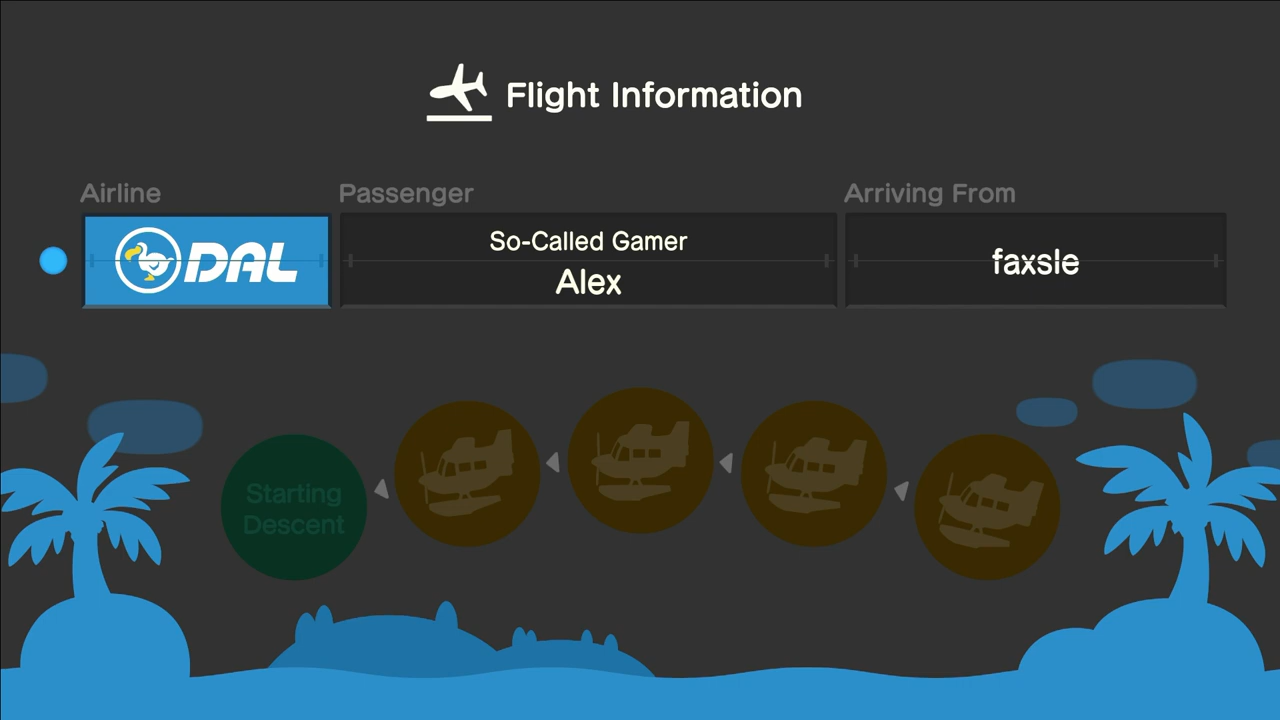 Flight Information
Airline
Passenger
Arriving From
DAL
So-Called Gamer
Alex
faxsle
Starting
Descent